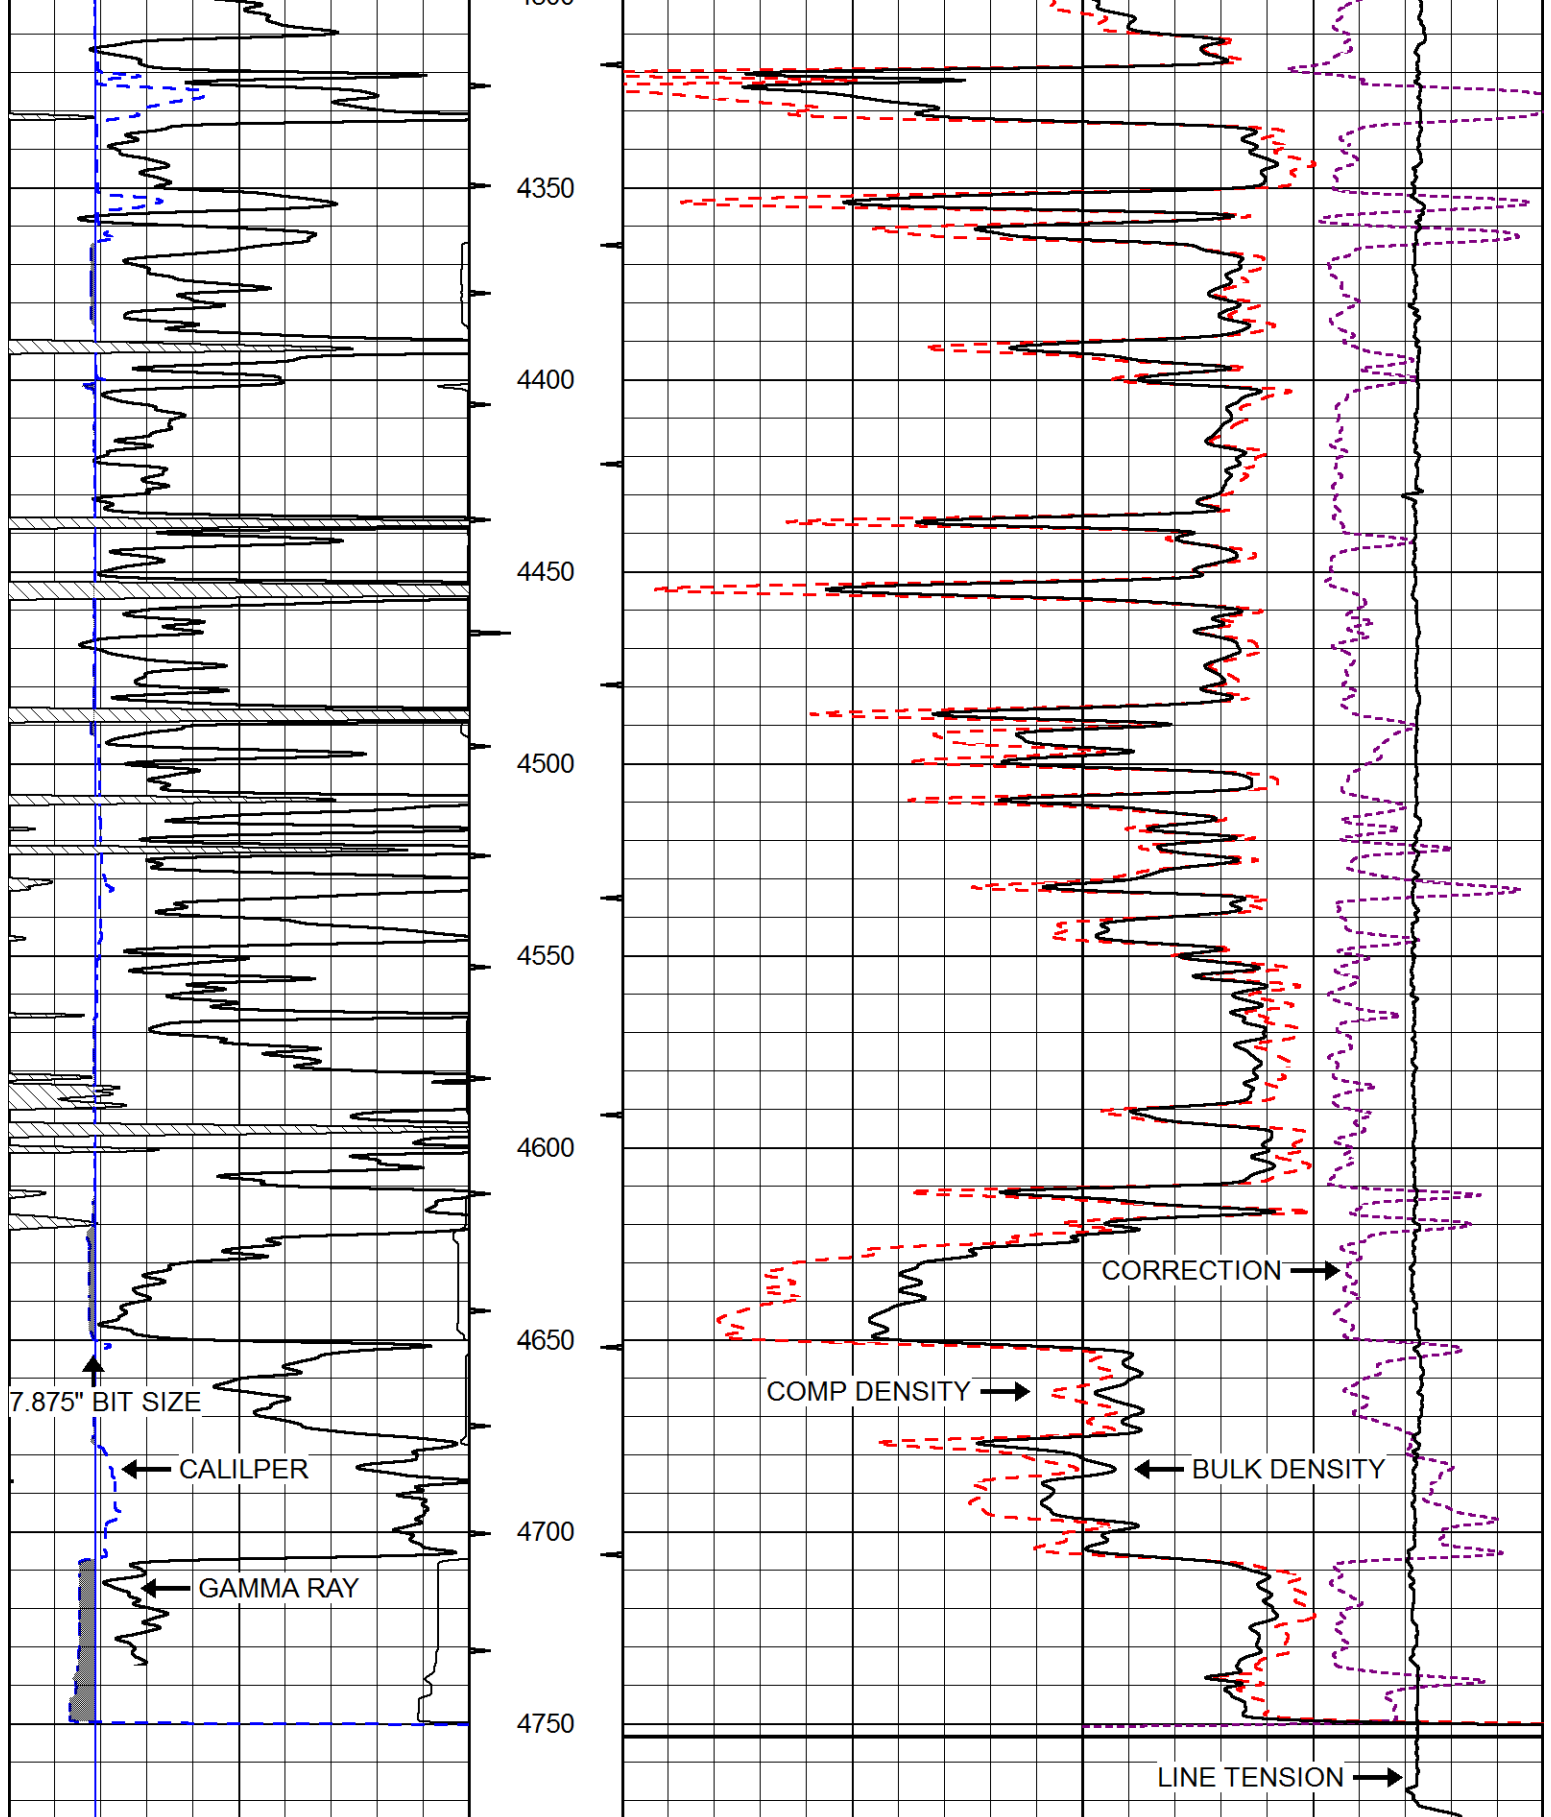 4350
4400
4450
4500
4550
4600
CORRECTION
4650
7.875" BIT SIZE
COMP DENSITY
CALILPER
BULK DENSITY
4700
GAMMA RAY
4750
LINE TENSION